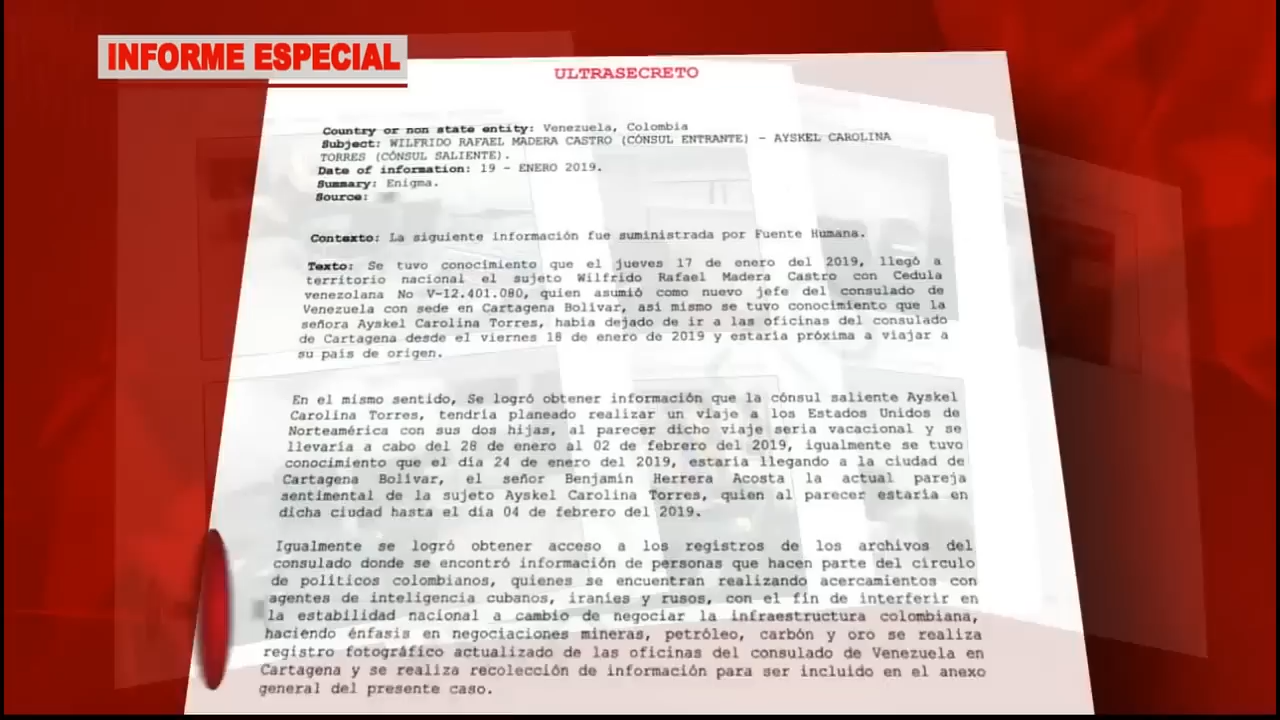 INFORME ESPECIAL
ULTRASECRETO
Country or non state entity: Venezuela, Colombia
Subject: WILFRIDO RAFAEL MADERA CASTRO (CÓNSUL ENTRANTE) – AYSKEL CAROLINA
TORRES (CÓNSUL SALIENTE).
Date of information: 19 – ENERO 2019.
Summary: Enigma.
Source:
Contexto: La siguiente información fue suministrada por Fuente Humana.
Texto: Se tuvo conocimiento que el jueves 17 de enero del 2019, llegó a
territorio nacional el sujeto Wilfrido Rafael Madera Castro con Cedula
venezolana No V-12.401.080, quien asumió como nuevo jefe del consulado de
Venezuela con sede en Cartagena Bolívar, así mismo se tuvo conocimiento que la
señora Ayskel Carolina Torres, había dejado de ir a las oficinas del consulado
de Cartagena desde el viernes 18 de enero de 2019 y estaría próxima a viajar a
su país de origen.
En el mismo sentido, Se logró obtener información que la cónsul saliente Ayskel
Carolina Torres, tendría planeado realizar un viaje a los Estados Unidos de
Norteamérica con sus dos hijas, al parecer dicho viaje seria vacacional y se
llevaría a cabo del 28 de enero al 02 de febrero del 2019, igualmente se tuvo
conocimiento que el día 24 de enero del 2019, estaría llegando a la ciudad de
Cartagena Bolívar, el señor Benjamín Herrera Acosta la actual pareja
sentimental de la sujeto Ayskel Carolina Torres, quien al parecer estaría en
dicha ciudad hasta el día 04 de febrero del 2019.
Igualmente se logró obtener acceso a los registros de los archivos del
consulado donde se encontró información de personas que hacen parte del circulo
de políticos colombianos, quienes se encuentran realizando acercamientos con
agentes de inteligencia cubanos, iraníes y rusos, con el fin de interferir en
la estabilidad nacional a cambio de negociar la infraestructura colombiana,
haciendo énfasis en negociaciones mineras, petróleo, carbón y oro se realiza
registro fotográfico actualizado de las oficinas del consulado de Venezuela en
Cartagena y se realiza recolección de información para ser incluido en el anexo
general del presente caso.